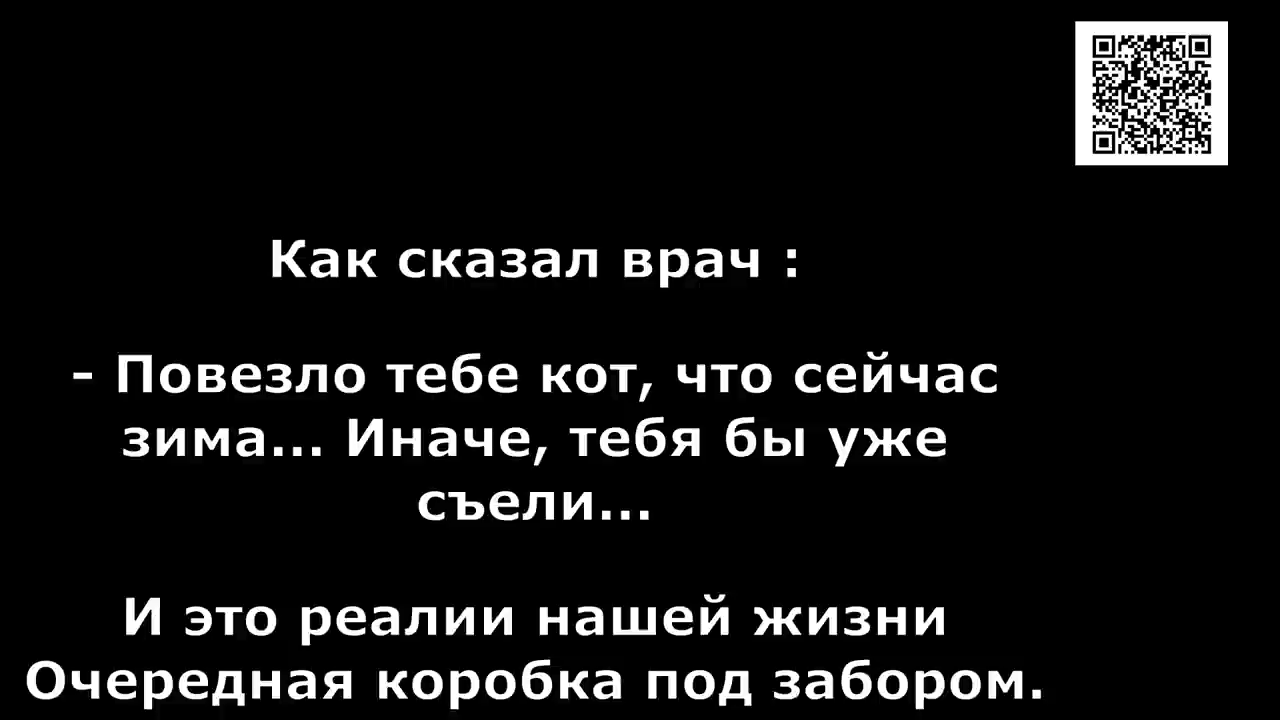 Как сказал врач :
- Повезло тебе кот, что сейчас
зима... Иначе, тебя бы уже
съели...
И это реалии нашей жизни
Очередная коробка под забором.